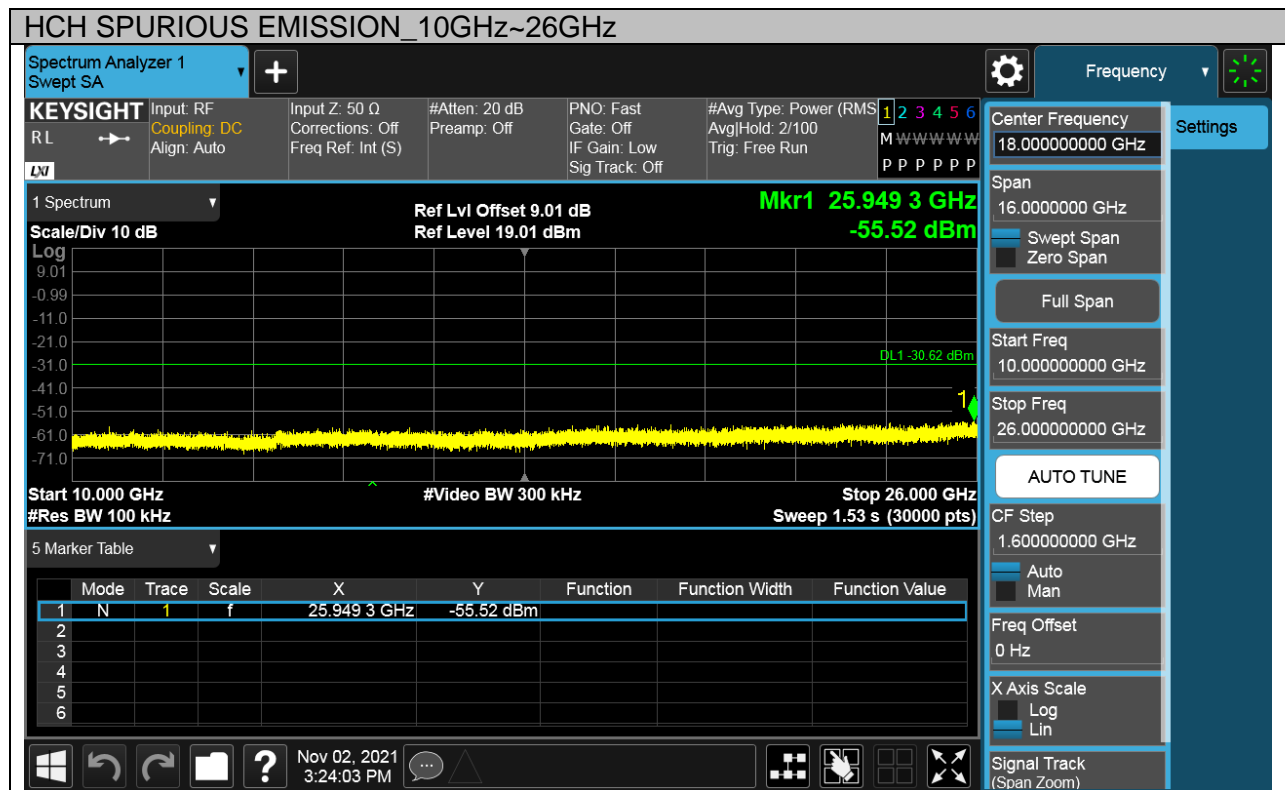 HCH SPURIOUS EMISSION_10GHz~26GHz
Spectrum Analyzer 1
Swept SA
+
Frequency
KEYSIGHT
RL
LXI
Input: RF
Coupling: DC
Align: Auto
Input Z: 50 Ω
Corrections: Off
Freq Ref: Int (S)
#Atten: 20 dB
Preamp: Off
PNO: Fast
Gate: Off
IF Gain: Low
Sig Track: Off
#Avg Type: Power (RMS
Avg|Hold: 2/100
Trig: Free Run
1 2 3 4 5 6
M W W W W W
P P P P P P
1 Spectrum
Scale/Div 10 dB
Ref Lvl Offset 9.01 dB
Ref Level 19.01 dBm
Mkr1 25.949 3 GHz
-55.52 dBm
Log
9.01
-0.99
-11.0
-21.0
-31.0
-41.0
-51.0
-61.0
-71.0
DL1 -30.62 dBm
1
Start 10.000 GHz
#Res BW 100 kHz
#Video BW 300 kHz
Stop 26.000 GHz
Sweep 1.53 s (30000 pts)
5 Marker Table
Mode Trace Scale X Y Function Function Width Function Value
1 N 1 f 25.949 3 GHz -55.52 dBm
2
3
4
5
6
Nov 02, 2021
3:24:03 PM
?
Center Frequency
18.000000000 GHz
Settings
Span
16.0000000 GHz
Swept Span
Zero Span
Full Span
Start Freq
10.000000000 GHz
Stop Freq
26.000000000 GHz
AUTO TUNE
CF Step
1.600000000 GHz
Auto
Man
Freq Offset
0 Hz
X Axis Scale
Log
Lin
Signal Track
(Span Zoom)